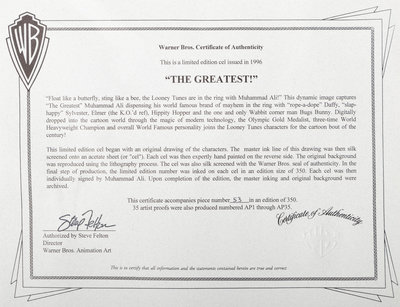 WB
Warner Bros. Certificate of Authenticity
This is a limited edition cel issued in 1996
"THE GREATEST!"
"Float like a butterfly, sting like a bee, the Looney Tunes are in the ring with Muhammad Ali!" This dynamic image captures
"The Greatest" Muhammad Ali dispensing his world famous brand of mayhem in the ring with "rope-a-dope" Daffy, "slap-
happy" Sylvester, Elmer (the K.O.'d ref), Hippity Hopper and the one and only Wabbit corner man Bugs Bunny. Digitally
dropped into the cartoon world through the magic of modern technology, the Olympic Gold Medalist, three-time World
Heavyweight Champion and overall World Famous personality joins the Looney Tunes characters for the cartoon bout of the
century!
This limited edition cel began with an original drawing of the characters. The master ink line of this drawing was then silk
screened onto an acetate sheet (or "cel"). Each cel was then expertly hand painted on the reverse side. The original background
was reproduced using the lithography process. The cel was also silk screened with the Warner Bros. seal of authenticity. In the
final step of production, the limited edition number was inked on each cel in an edition size of 350. Each cel was then
individually signed by Muhammad Ali. Upon completion of the edition, the master inking and original background were
archived.
This certificate accompanies piece number 53 in an edition of 350.
35 artist proofs were also produced numbered AP1 through AP35.
Steve Felton
Certificate of Authenticity
Authorized by Steve Felton
Director
Warner Bros. Animation Art
This is to certify that all information and the statements contained herein are true and correct